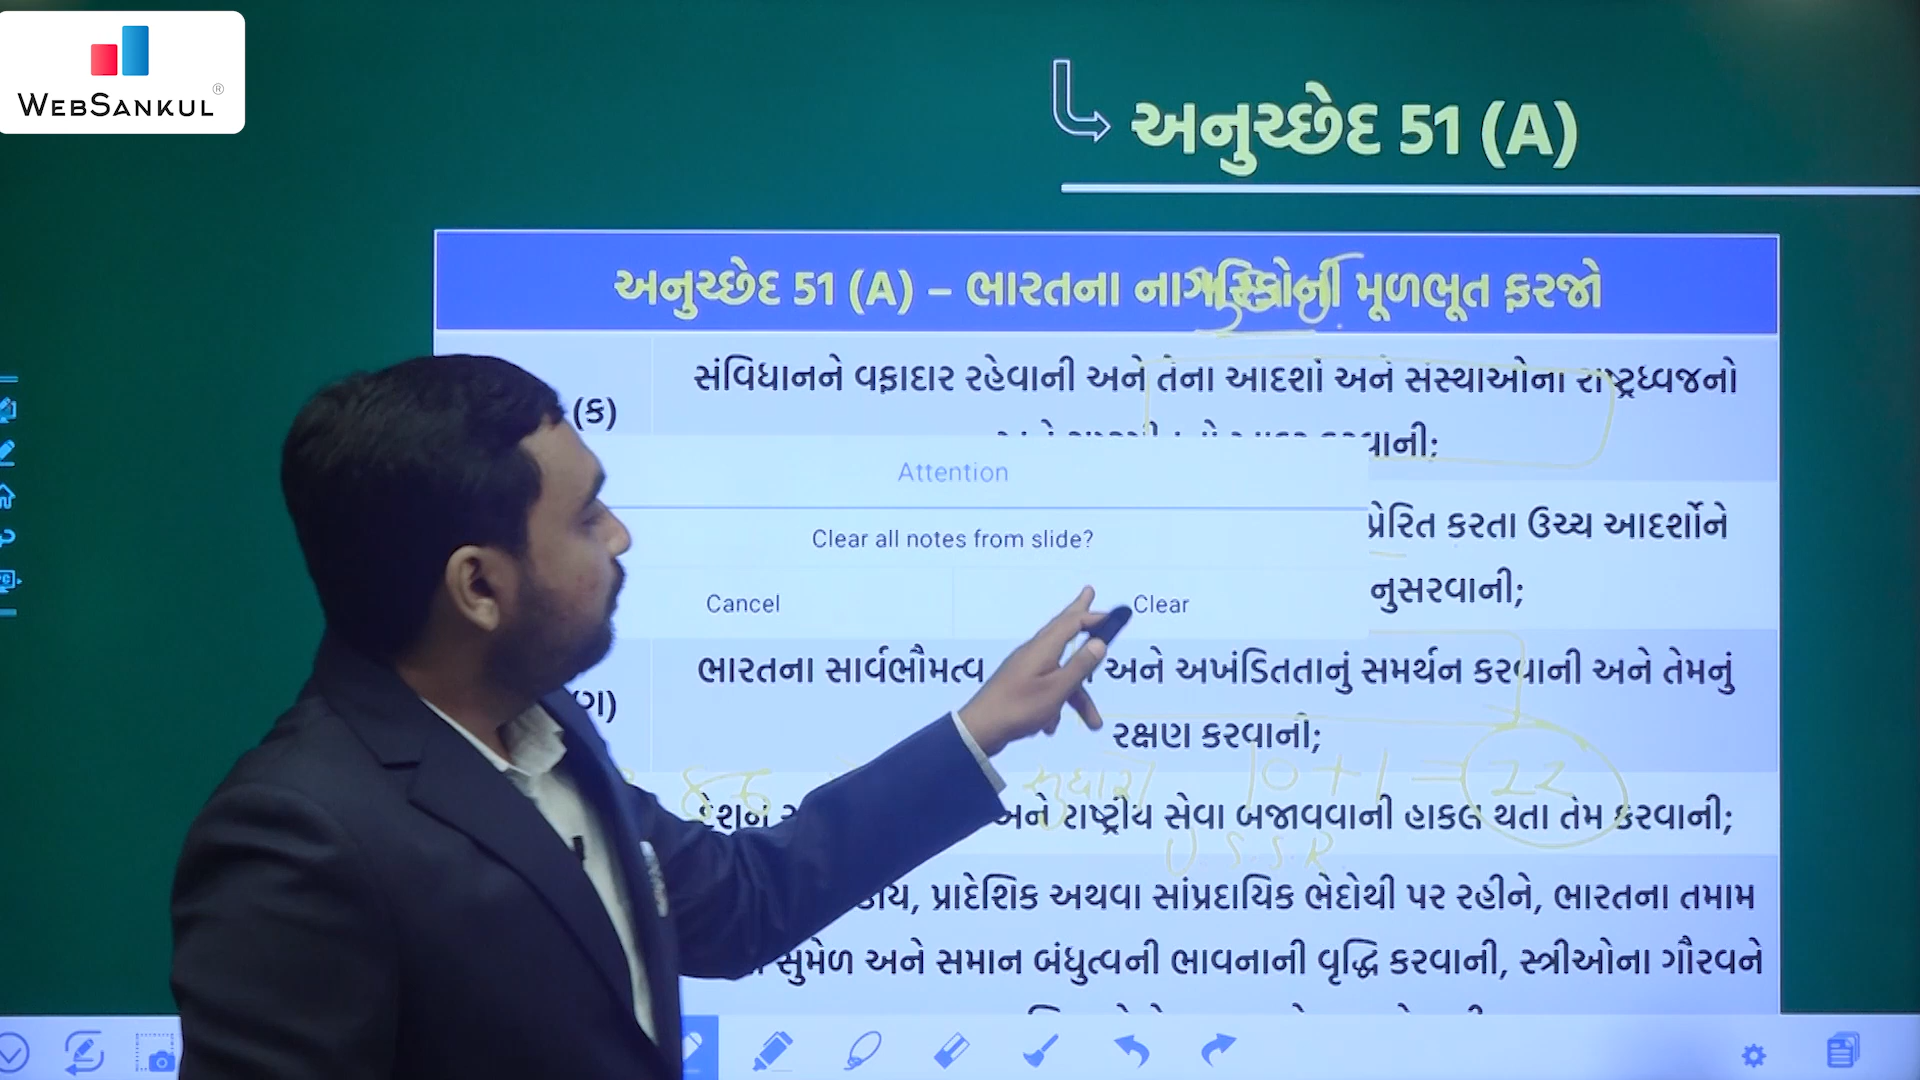 WEBSANKUL®
અનુચ્છેદ 51 (A)
અનુચ્છેદ 51 (A) – ભારતના નાગરિકોની મૂળભૂત ફરજો
(ક)
સંવિધાનને વફાદાર રહેવાની અને તેના આદર્શો અને સંસ્થાઓના રાષ્ટ્રધ્વજનો
Attention
Clear all notes from slide?
Cancel
Clear
પ્રેરિત કરતા ઉચ્ચ આદર્શોને
ભારતના સાર્વભૌમત્વ અને અખંડિતતાનું સમર્થન કરવાની અને તેમનું
રક્ષણ કરવાની;
સુધારા 10 + 1 = 22
અને રાષ્ટ્રીય સેવા બજાવવાની હાકલ થતા તેમ કરવાની;
U.S.S.R.
પ્રાદેશિક અથવા સાંપ્રદાયિક ભેદોથી પર રહીને, ભારતના તમામ
સુમેળ અને સમાન બંધુત્વની ભાવનાની વૃદ્ધિ કરવાની, સ્ત્રીઓના ગૌરવને